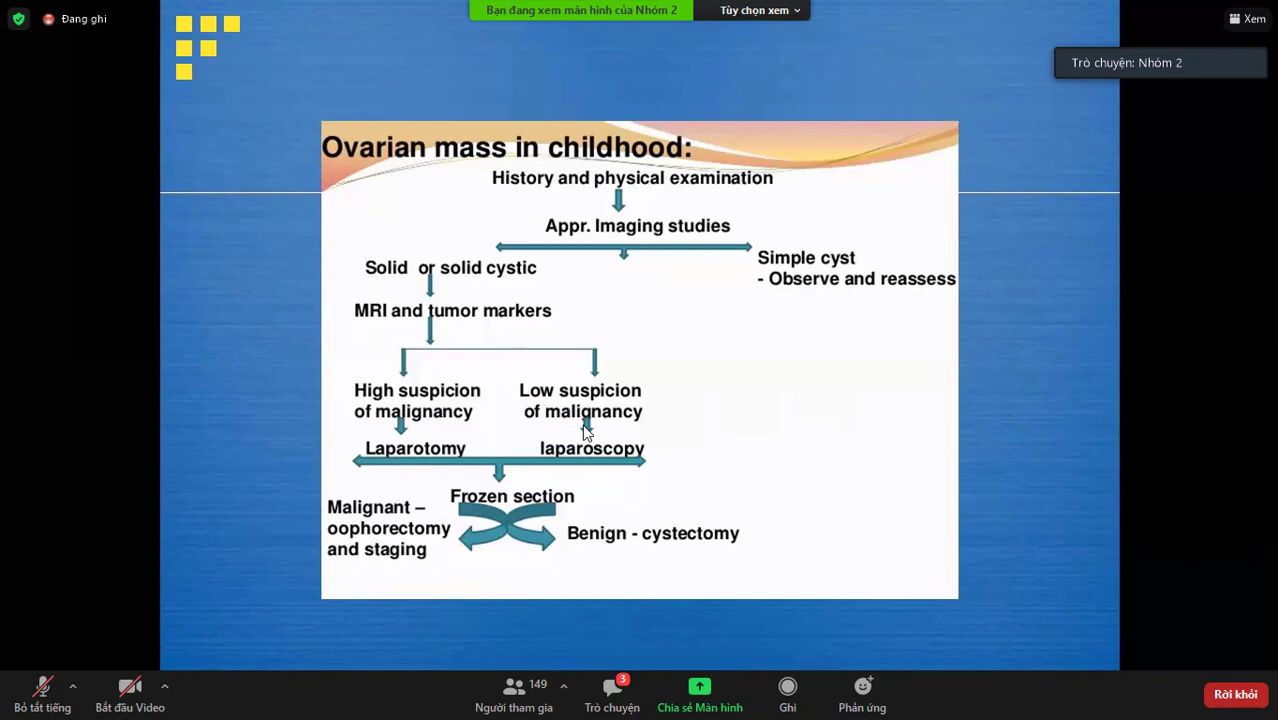 Đang ghi
Bạn đang xem màn hình của Nhóm 2
Tùy chọn xem
Xem
Trò chuyện: Nhóm 2
Ovarian mass in childhood:
History and physical examination
Appr. Imaging studies
Solid or solid cystic
Simple cyst
- Observe and reassess
MRI and tumor markers
High suspicion
of malignancy
Low suspicion
of malignancy
Laparotomy
laparoscopy
Frozen section
Malignant –
oophorectomy
and staging
Benign - cystectomy
Bỏ tắt tiếng
Bắt đầu Video
149
Người tham gia
3
Trò chuyện
Chia sẻ Màn hình
Ghi
Phản ứng
Rời khỏi